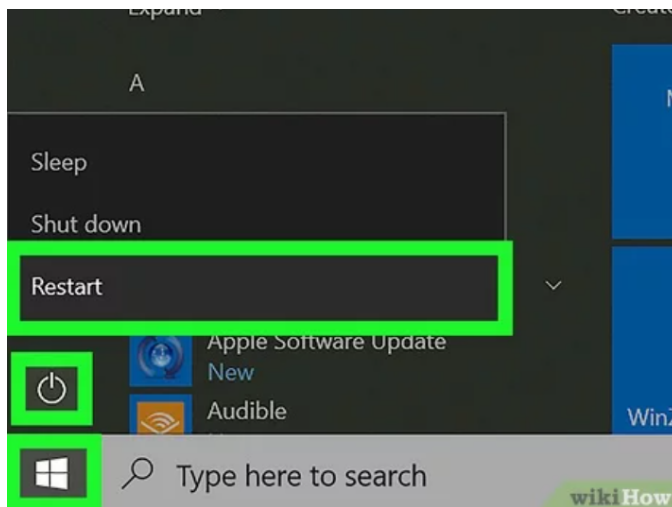 Expand
A
Sleep
Shut down
Restart
Apple Software Update
New
Audible
WinZ
Type here to search
wikiHow